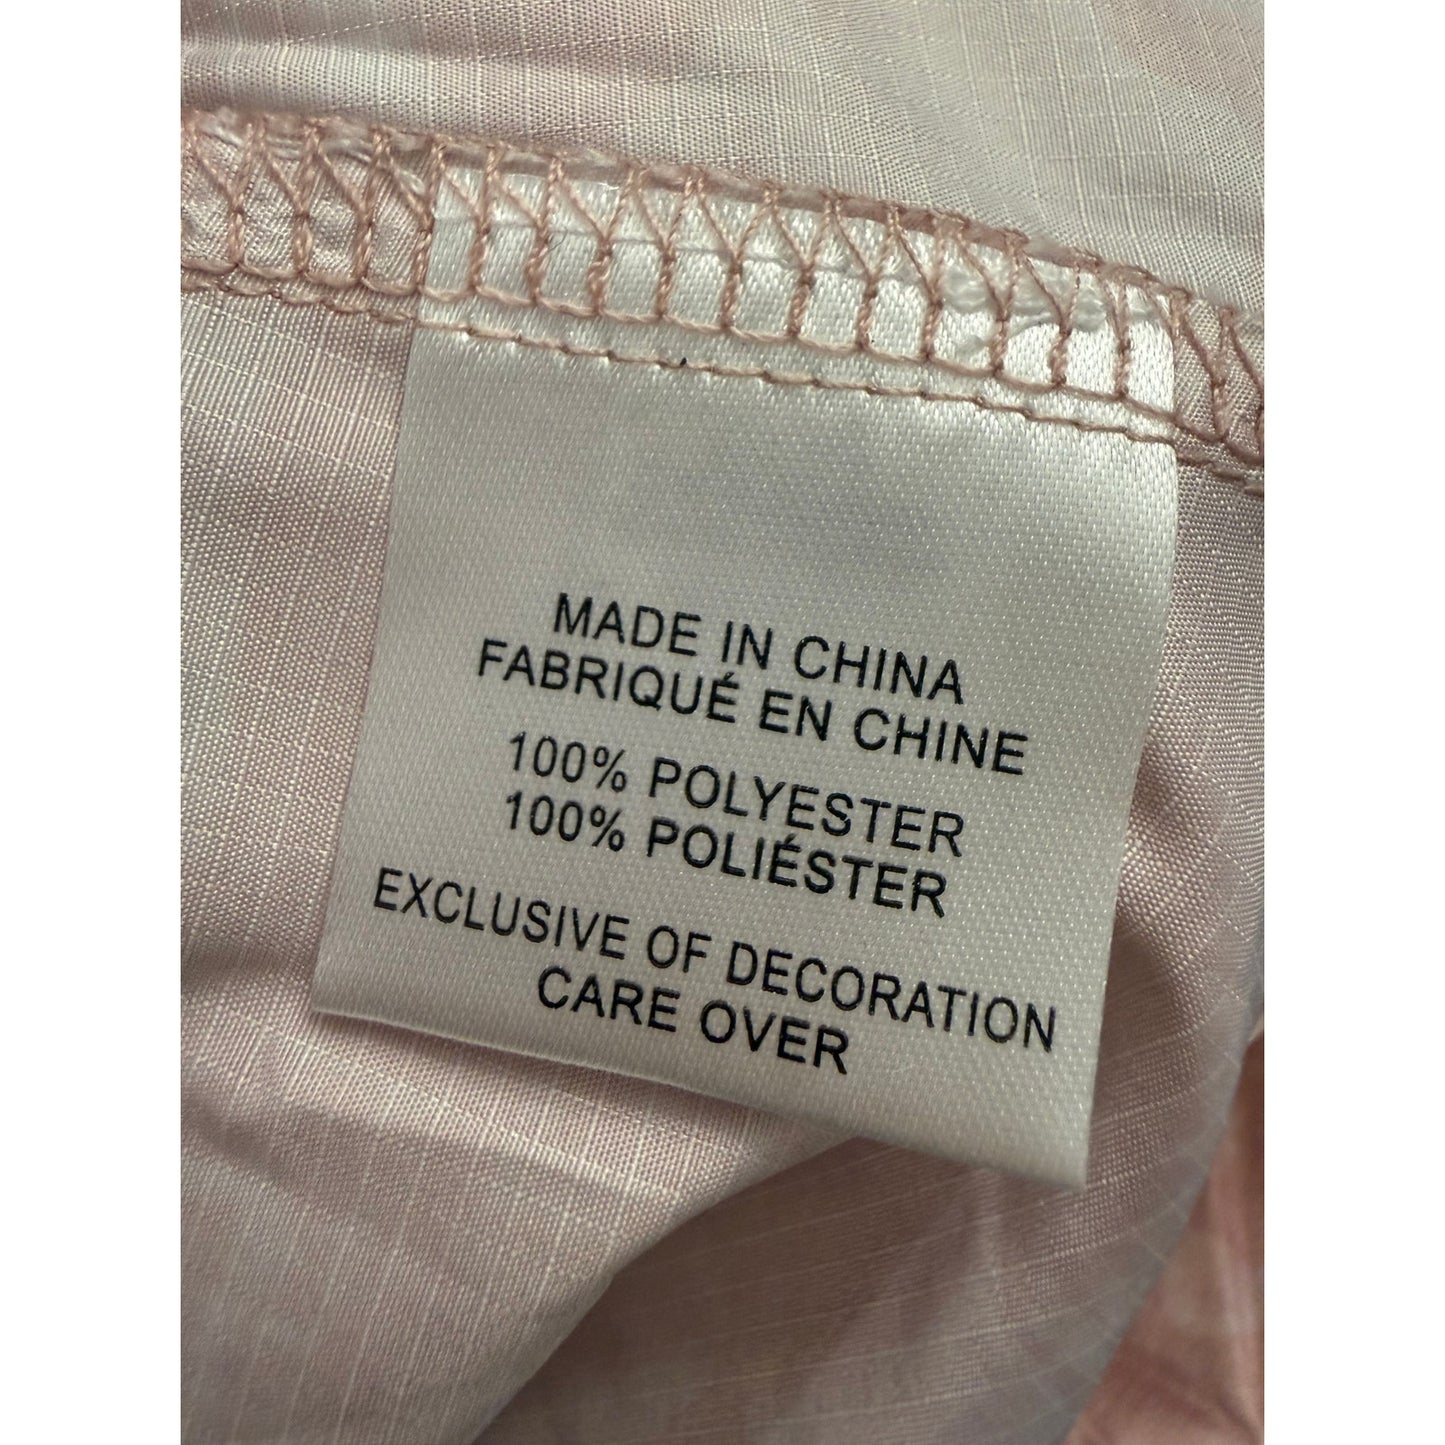 MADE IN CHINA
FABRIQUÉ EN CHINE
100% POLYESTER
100% POLIÉSTER
EXCLUSIVE OF DECORATION
CARE OVER